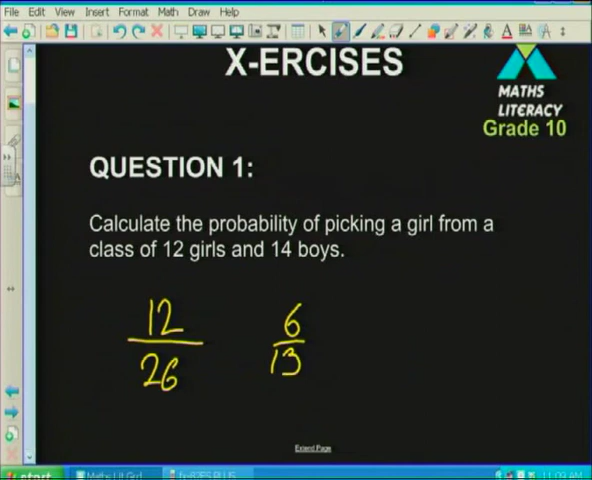 File Edit View Insert Format Math Draw Help
X-ERCISES
MATHS
LITERACY
Grade 10
QUESTION 1:
Calculate the probability of picking a girl from a
class of 12 girls and 14 boys.
12 6
26 13
Extend Page
start